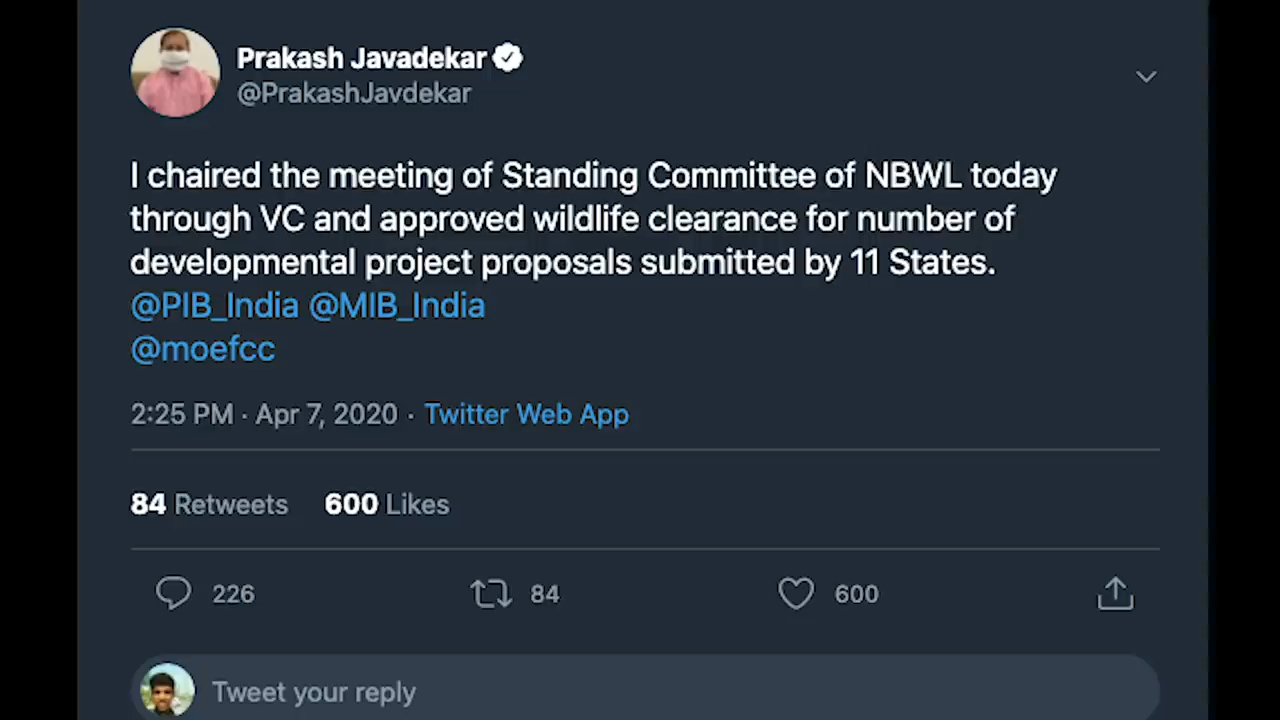 Prakash Javadekar
@PrakashJavdekar
I chaired the meeting of Standing Committee of NBWL today
through VC and approved wildlife clearance for number of
developmental project proposals submitted by 11 States.
@PIB_India @MIB_India
@moefcc
2:25 PM · Apr 7, 2020 · Twitter Web App
84 Retweets 600 Likes
226 84 600
Tweet your reply